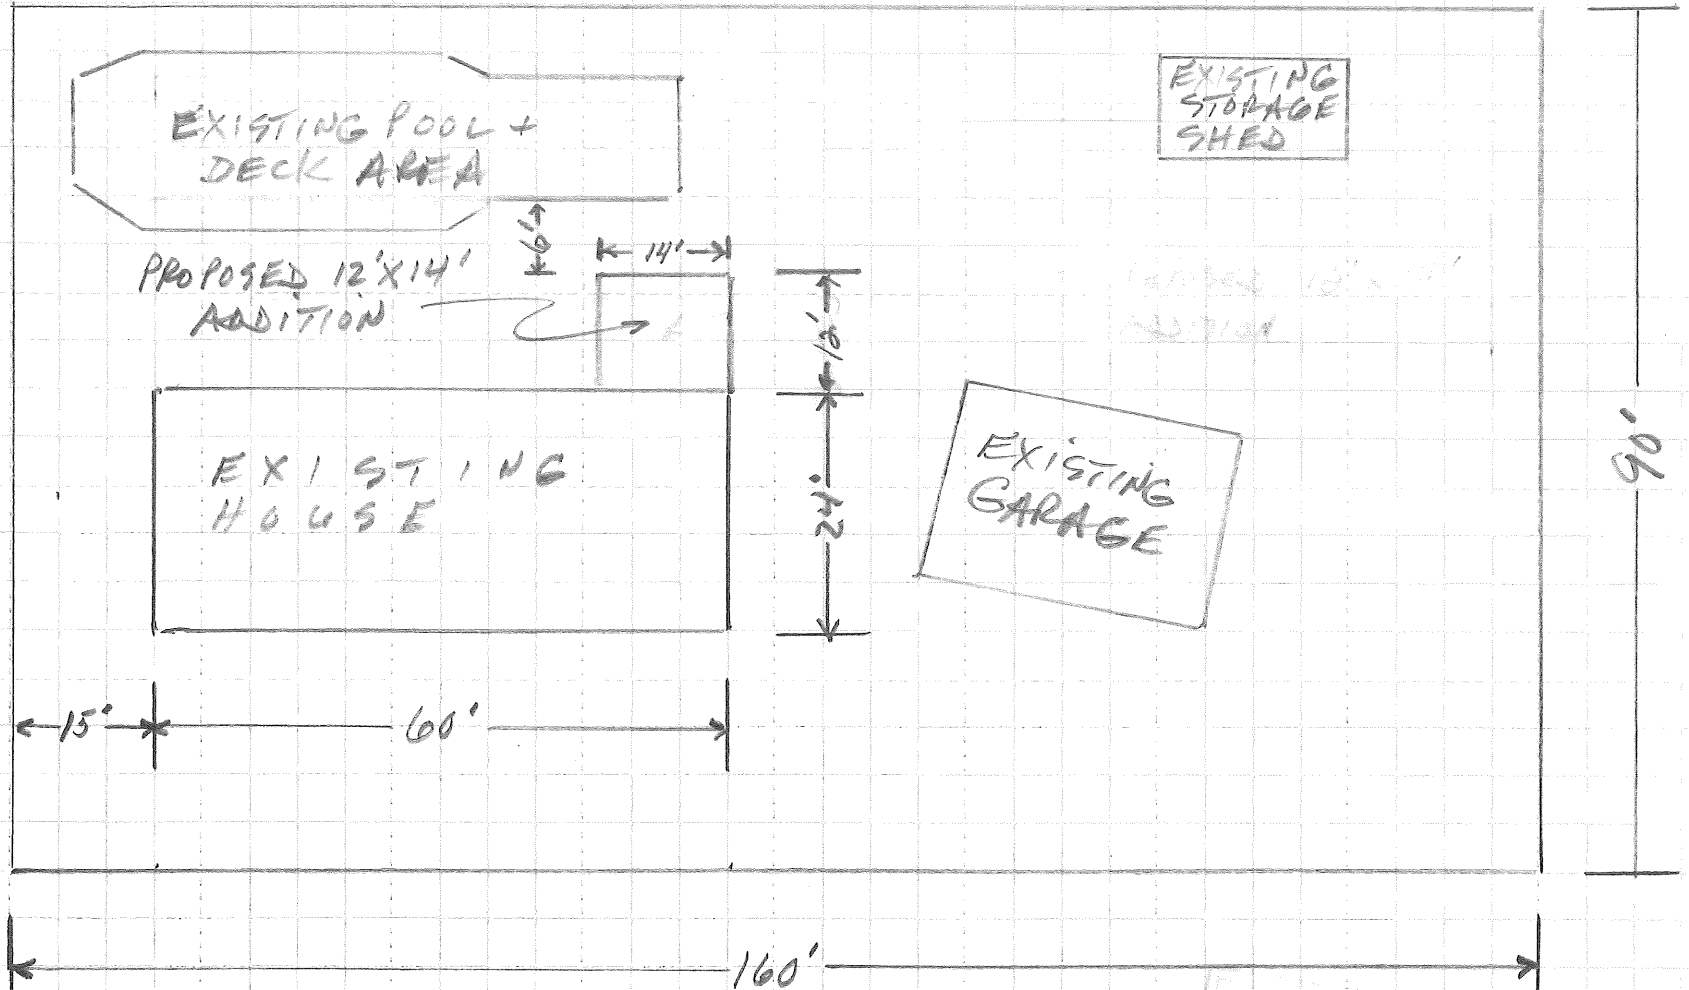 EXISTING
STORAGE
SHED
EXISTING POOL +
DECK AREA
6'
14'
PROPOSED 12'X14'
ADDITION
12'
90'
EXISTING
HOUSE
24'
EXISTING
GARAGE
15'
60'
160'